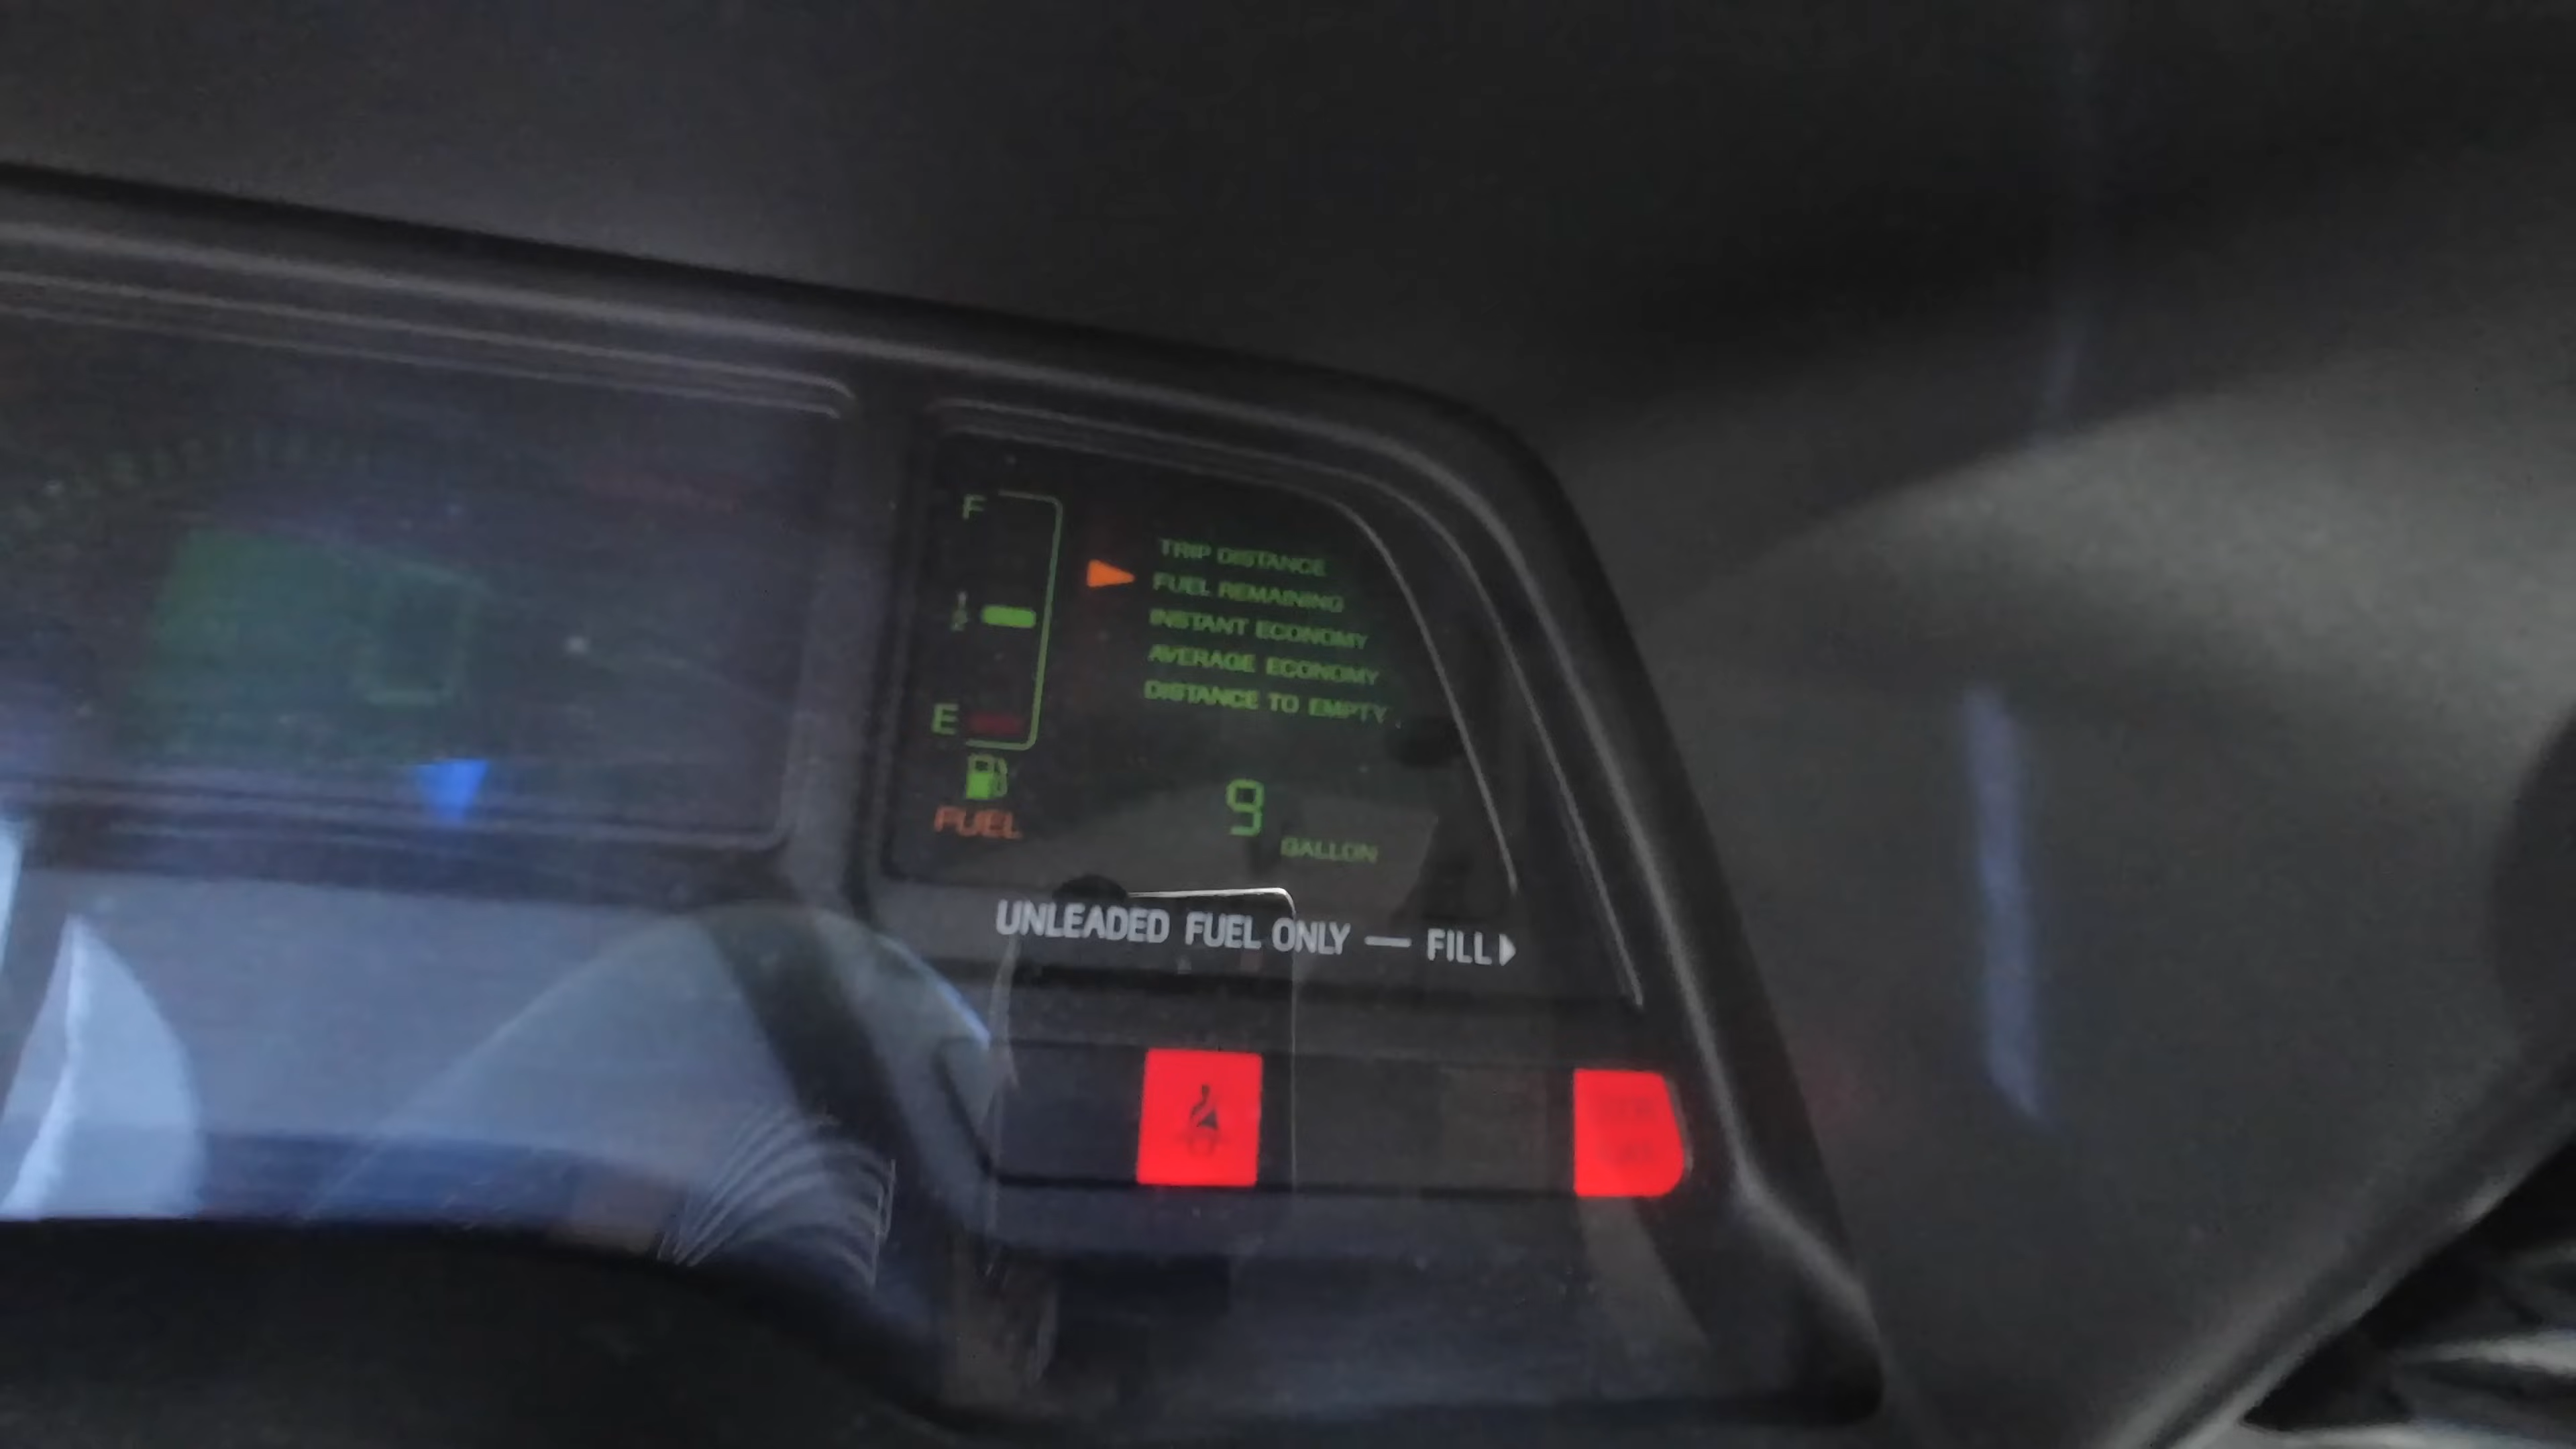 F
TRIP DISTANCE
FUEL REMAINING
INSTANT ECONOMY
AVERAGE ECONOMY
DISTANCE TO EMPTY
E
FUEL
9
GALLON
UNLEADED FUEL ONLY — FILL